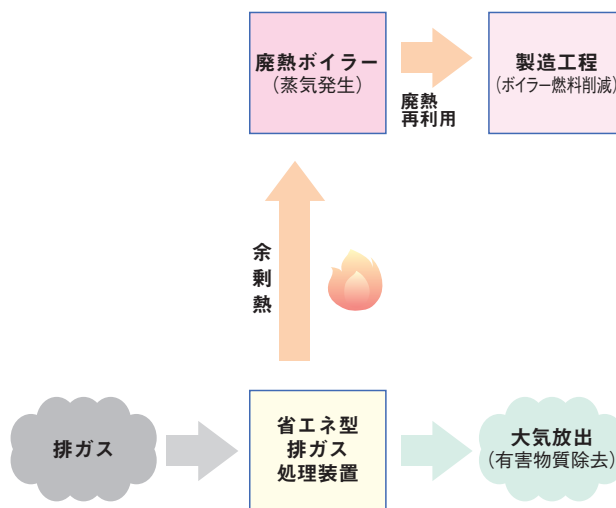 廃熱ボイラー
（蒸気発生）
廃熱
再利用
製造工程
（ボイラー燃料削減）
余剰熱
排ガス
省エネ型
排ガス
処理装置
大気放出
（有害物質除去）